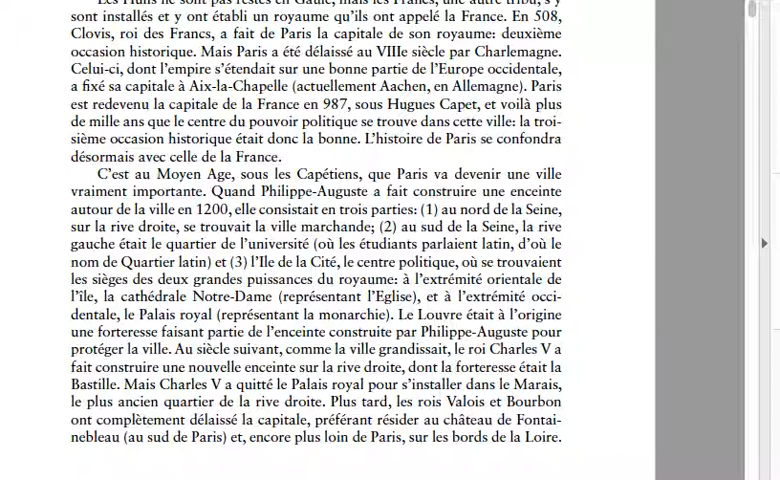 Les Huns ne sont pas restés en Gaule, mais les Francs, une autre tribu, s'y
sont installés et y ont établi un royaume qu'ils ont appelé la France. En 508,
Clovis, roi des Francs, a fait de Paris la capitale de son royaume: deuxième
occasion historique. Mais Paris a été délaissé au VIIIe siècle par Charlemagne.
Celui-ci, dont l'empire s'étendait sur une bonne partie de l'Europe occidentale,
a fixé sa capitale à Aix-la-Chapelle (actuellement Aachen, en Allemagne). Paris
est redevenu la capitale de la France en 987, sous Hugues Capet, et voilà plus
de mille ans que le centre du pouvoir politique se trouve dans cette ville: la troi-
sième occasion historique était donc la bonne. L'histoire de Paris se confondra
désormais avec celle de la France.
C'est au Moyen Age, sous les Capétiens, que Paris va devenir une ville
vraiment importante. Quand Philippe-Auguste a fait construire une enceinte
autour de la ville en 1200, elle consistait en trois parties: (1) au nord de la Seine,
sur la rive droite, se trouvait la ville marchande; (2) au sud de la Seine, la rive
gauche était le quartier de l'université (où les étudiants parlaient latin, d'où le
nom de Quartier latin) et (3) l'Ile de la Cité, le centre politique, où se trouvaient
les sièges des deux grandes puissances du royaume: à l'extrémité orientale de
l'île, la cathédrale Notre-Dame (représentant l'Eglise), et à l'extrémité occi-
dentale, le Palais royal (représentant la monarchie). Le Louvre était à l'origine
une forteresse faisant partie de l'enceinte construite par Philippe-Auguste pour
protéger la ville. Au siècle suivant, comme la ville grandissait, le roi Charles V a
fait construire une nouvelle enceinte sur la rive droite, dont la forteresse était la
Bastille. Mais Charles V a quitté le Palais royal pour s'installer dans le Marais,
le plus ancien quartier de la rive droite. Plus tard, les rois Valois et Bourbon
ont complètement délaissé la capitale, préférant résider au château de Fontai-
nebleau (au sud de Paris) et, encore plus loin de Paris, sur les bords de la Loire.